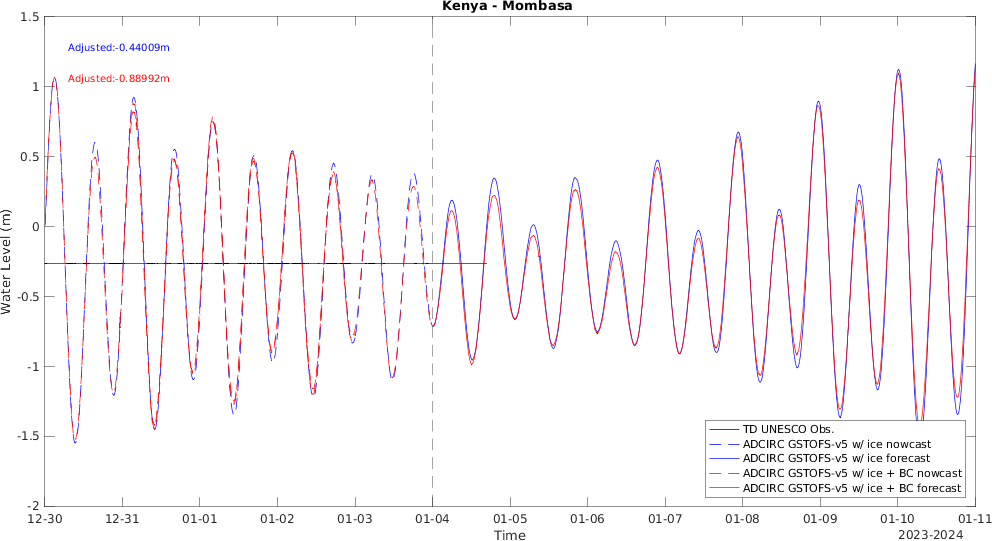 Kenya - Mombasa
Adjusted:-0.44009m
Adjusted:-0.88992m
Water Level (m)
1.5
1
0.5
0
-0.5
-1
-1.5
-2
TD UNESCO Obs.
ADCIRC GSTOFS-v5 w/ ice nowcast
ADCIRC GSTOFS-v5 w/ ice forecast
ADCIRC GSTOFS-v5 w/ ice + BC nowcast
ADCIRC GSTOFS-v5 w/ ice + BC forecast
12-30 12-31 01-01 01-02 01-03 01-04 01-05 01-06 01-07 01-08 01-09 01-10 01-11
Time
2023-2024